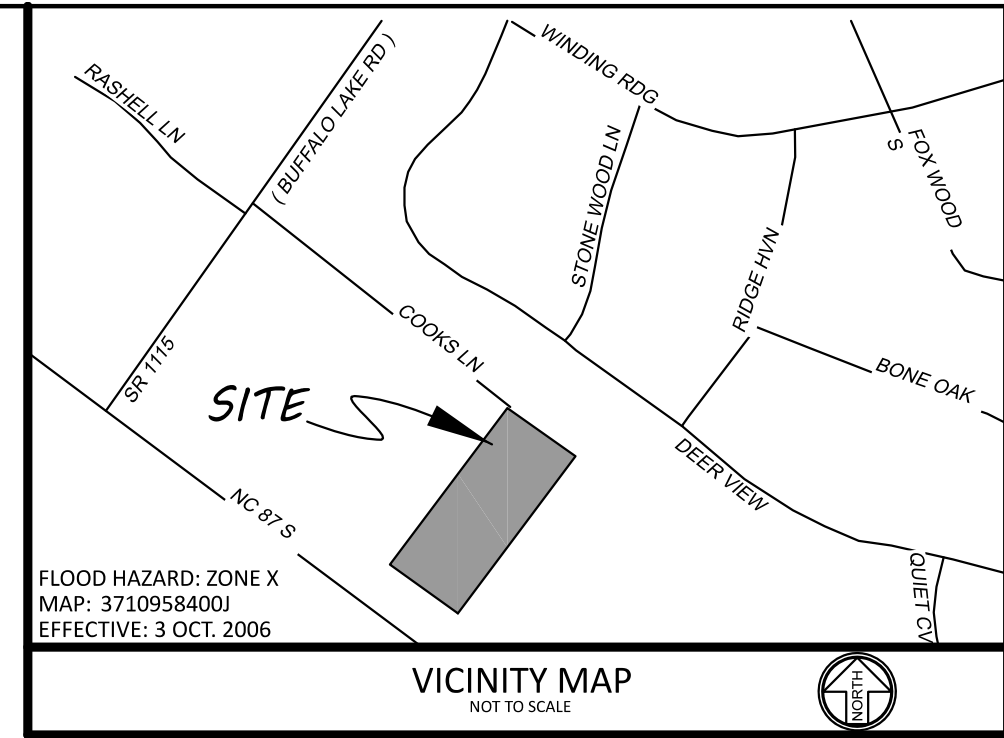 WINDING RDG
RASHELL LN
( BUFFALO LAKE RD )
STONE WOOD LN
FOX WOOD
S
RIDGE HVN
COOKS LN
SR 1115
BONE OAK
SITE
DEER VIEW
NC 87 S
QUIET CV
FLOOD HAZARD: ZONE X
MAP: 3710958400J
EFFECTIVE: 3 OCT. 2006
VICINITY MAP
NOT TO SCALE
NORTH